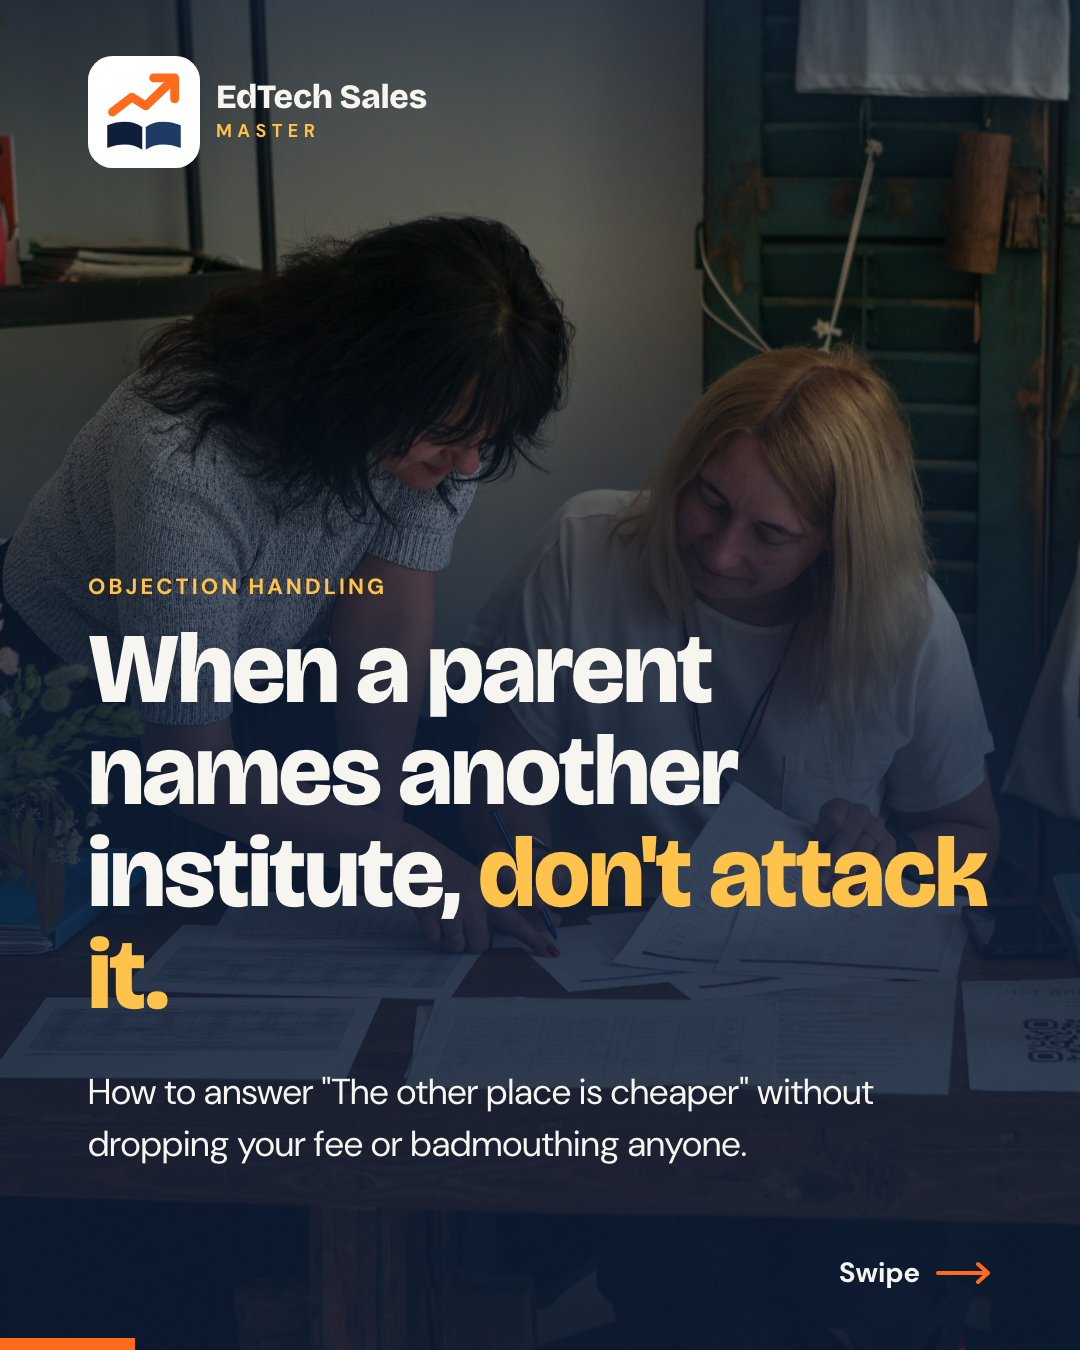 EdTech Sales
MASTER
OBJECTION HANDLING
When a parent
names another
institute, don't attack
it.
How to answer "The other place is cheaper" without
dropping your fee or badmouthing anyone.
Swipe